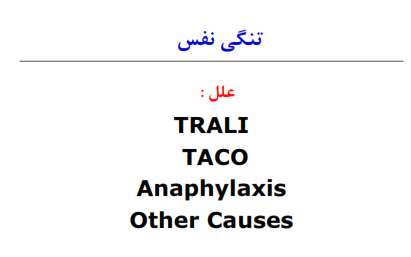 تنگی نفس
علل :
TRALI
TACO
Anaphylaxis
Other Causes